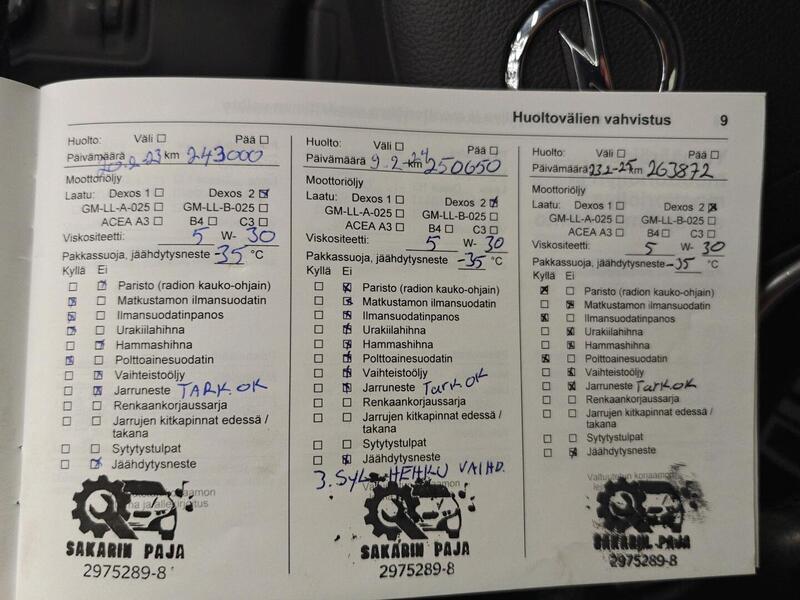 Huoltovälien vahvistus 9
Huolto: Väli Pää
Päivämäärä 20.2-23 km 243000
Moottoriöljy
Laatu: Dexos 1 Dexos 2
GM-LL-A-025 GM-LL-B-025
ACEA A3 B4 C3
Viskositeetti: 5 W- 30
Pakkassuoja, jäähdytysneste -35 °C
Kyllä Ei
Paristo (radion kauko-ohjain)
Matkustamon ilmansuodatin
Ilmansuodatinpanos
Urakiilahihna
Hammashihna
Polttoainesuodatin
Vaihteistoöljy
Jarruneste TARK.OK
Renkaankorjaussarja
Jarrujen kitkapinnat edessä /
takana
Sytytystulpat
Jäähdytysneste
SAKARIN PAJA
2975289-8
Huolto: Väli Pää
Päivämäärä 9.2-24 km 250650
Moottoriöljy
Laatu: Dexos 1 Dexos 2
GM-LL-A-025 GM-LL-B-025
ACEA A3 B4 C3
Viskositeetti: 5 W- 30
Pakkassuoja, jäähdytysneste -35 °C
Kyllä Ei
Paristo (radion kauko-ohjain)
Matkustamon ilmansuodatin
Ilmansuodatinpanos
Urakiilahihna
Hammashihna
Polttoainesuodatin
Vaihteistoöljy
Jarruneste Tark OK
Renkaankorjaussarja
Jarrujen kitkapinnat edessä /
takana
Sytytystulpat
Jäähdytysneste
3. SYL HEHKU VAIHD.
SAKARIN PAJA
2975289-8
Huolto: Väli Pää
Päivämäärä 23.2-25 km 263872
Moottoriöljy
Laatu: Dexos 1 Dexos 2
GM-LL-A-025 GM-LL-B-025
ACEA A3 B4 C3
Viskositeetti: 5 W- 30
Pakkassuoja, jäähdytysneste -35 °C
Kyllä Ei
Paristo (radion kauko-ohjain)
Matkustamon ilmansuodatin
Ilmansuodatinpanos
Urakiilahihna
Hammashihna
Polttoainesuodatin
Vaihteistoöljy
Jarruneste Tark OK
Renkaankorjaussarja
Jarrujen kitkapinnat edessä /
takana
Sytytystulpat
Jäähdytysneste
SAKARIN PAJA
2975289-8